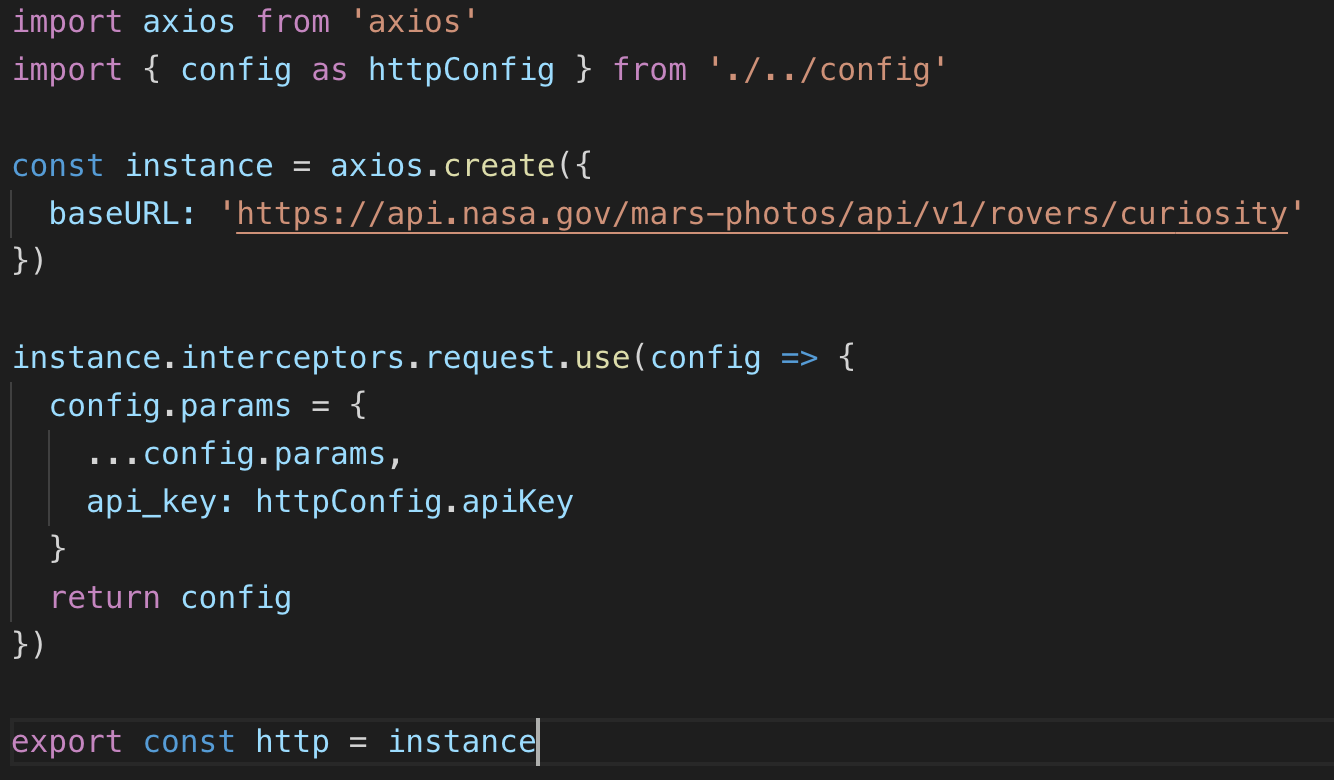 import axios from 'axios'
import { config as httpConfig } from './../config'
const instance = axios.create({
  baseURL: 'https://api.nasa.gov/mars-photos/api/v1/rovers/curiosity'
})
instance.interceptors.request.use(config => {
  config.params = {
    ...config.params,
    api_key: httpConfig.apiKey
  }
  return config
})
export const http = instance